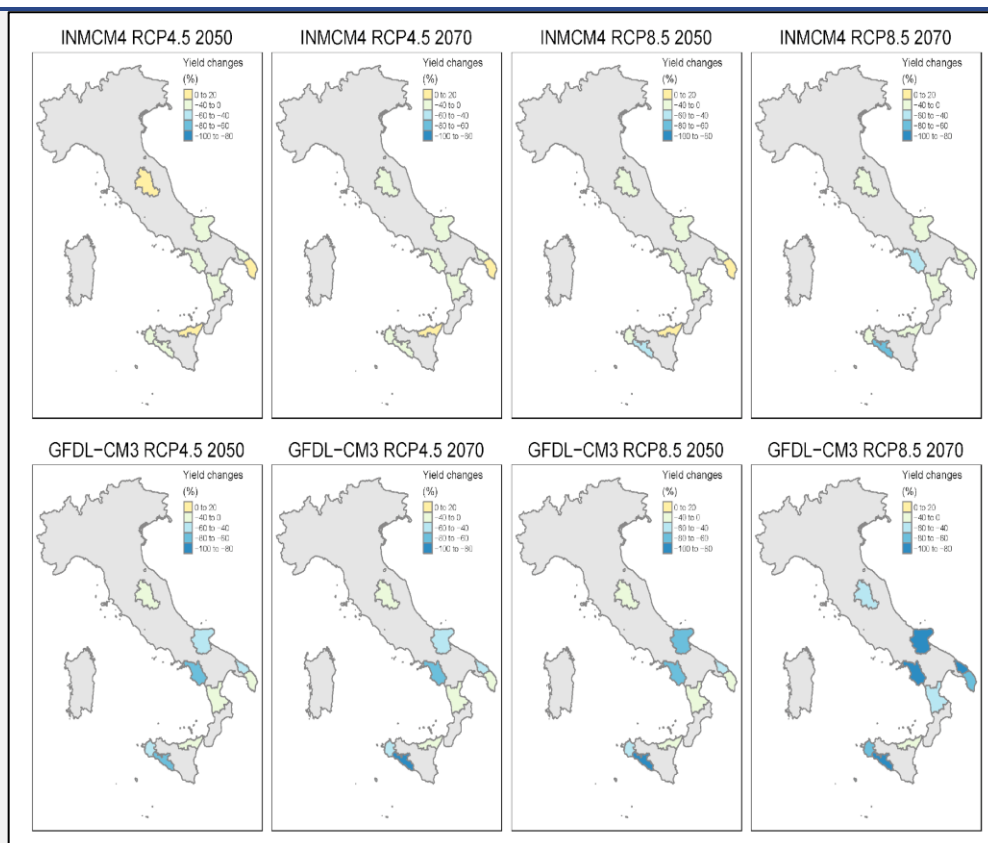 INMCM4 RCP4.5 2050
Yield changes
(%)
0 to 20
−40 to 0
−60 to −40
−80 to −60
−100 to −80
INMCM4 RCP4.5 2070
Yield changes
(%)
0 to 20
−40 to 0
−60 to −40
−80 to −60
−100 to −80
INMCM4 RCP8.5 2050
Yield changes
(%)
0 to 20
−40 to 0
−60 to −40
−80 to −60
−100 to −80
INMCM4 RCP8.5 2070
Yield changes
(%)
0 to 20
−40 to 0
−60 to −40
−80 to −60
−100 to −80
GFDL−CM3 RCP4.5 2050
Yield changes
(%)
0 to 20
−40 to 0
−60 to −40
−80 to −60
−100 to −80
GFDL−CM3 RCP4.5 2070
Yield changes
(%)
0 to 20
−40 to 0
−60 to −40
−80 to −60
−100 to −80
GFDL−CM3 RCP8.5 2050
Yield changes
(%)
0 to 20
−40 to 0
−60 to −40
−80 to −60
−100 to −80
GFDL−CM3 RCP8.5 2070
Yield changes
(%)
0 to 20
−40 to 0
−60 to −40
−80 to −60
−100 to −80